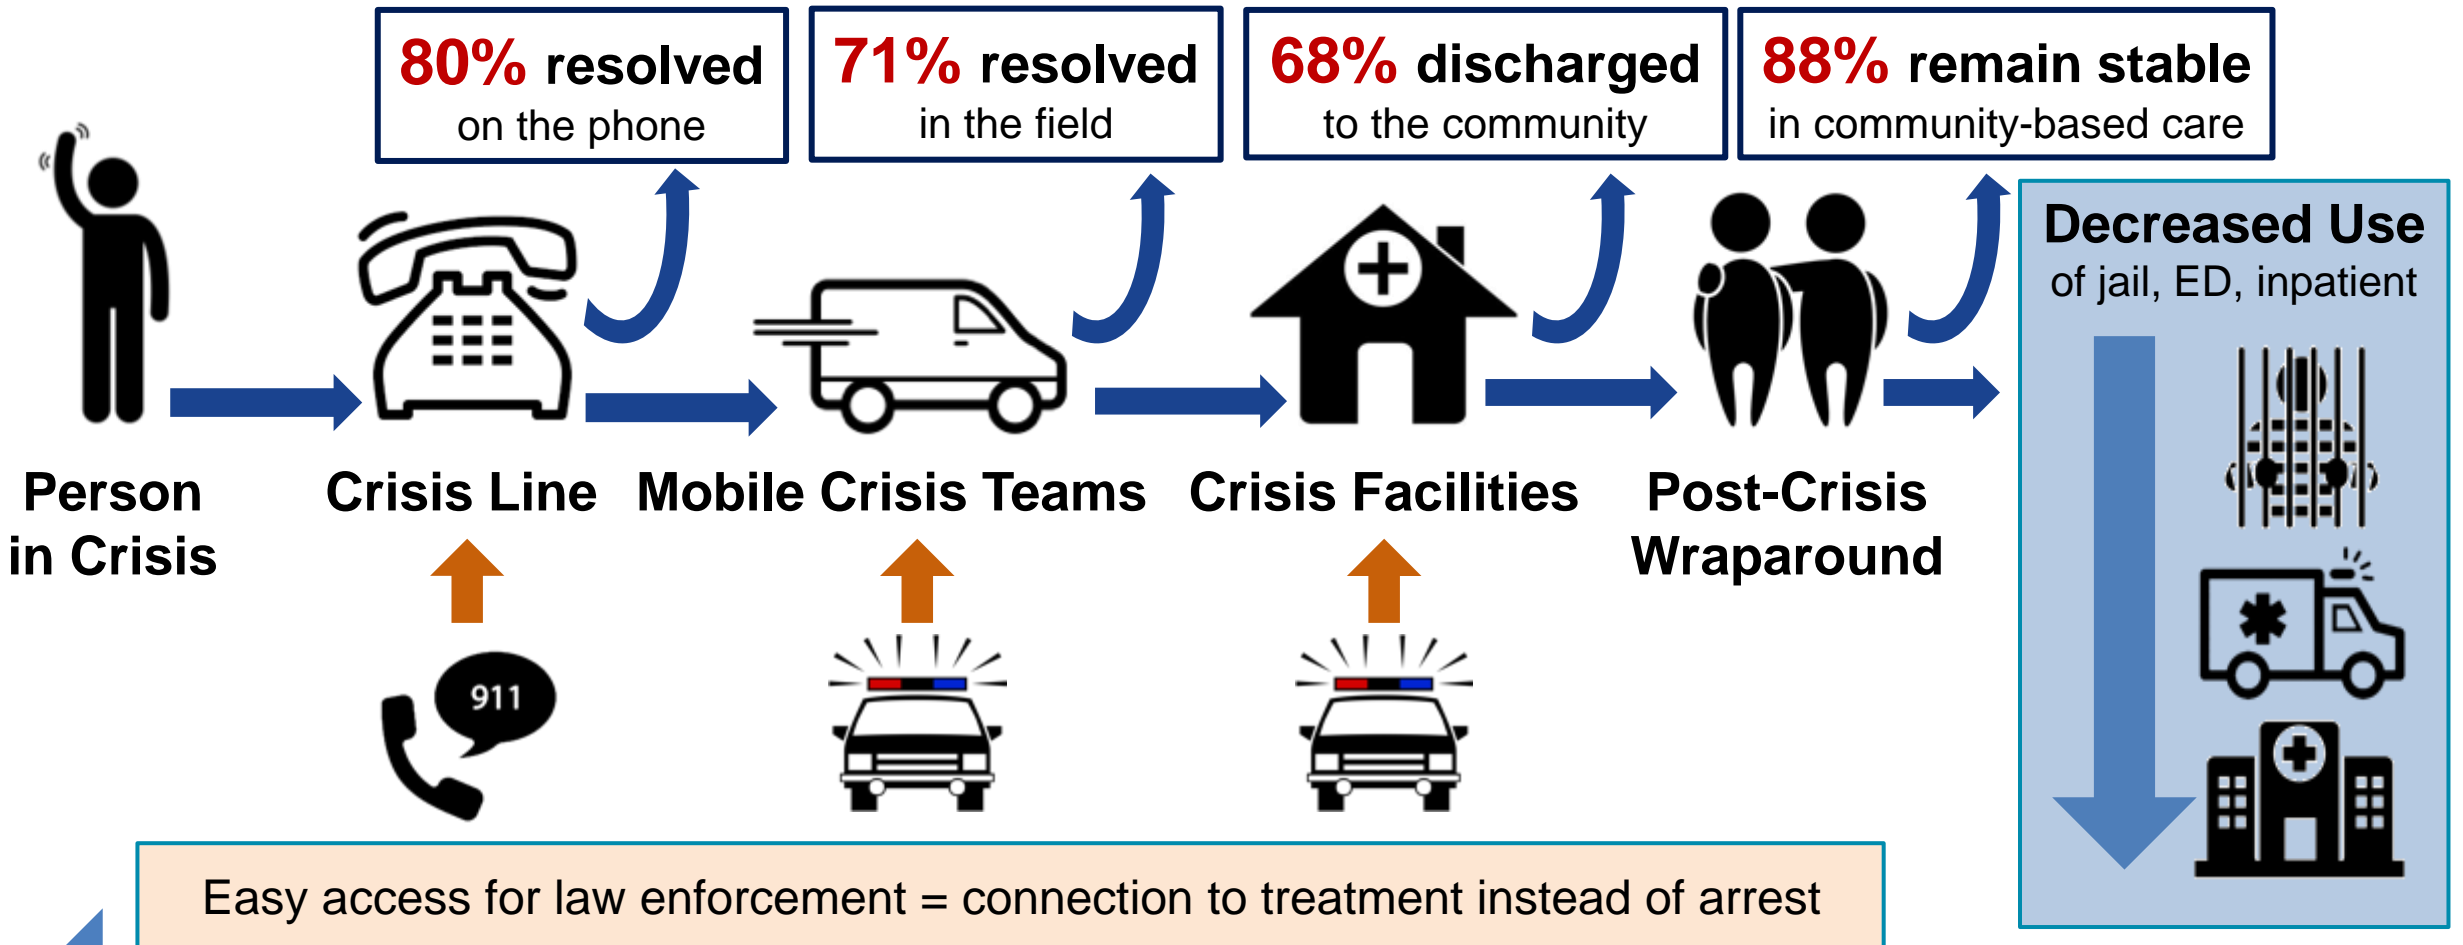 80% resolved
on the phone
71% resolved
in the field
68% discharged
to the community
88% remain stable
in community-based care
Decreased Use
of jail, ED, inpatient
Person
in Crisis
Crisis Line
Mobile Crisis Teams
Crisis Facilities
Post-Crisis
Wraparound
911
Easy access for law enforcement = connection to treatment instead of arrest